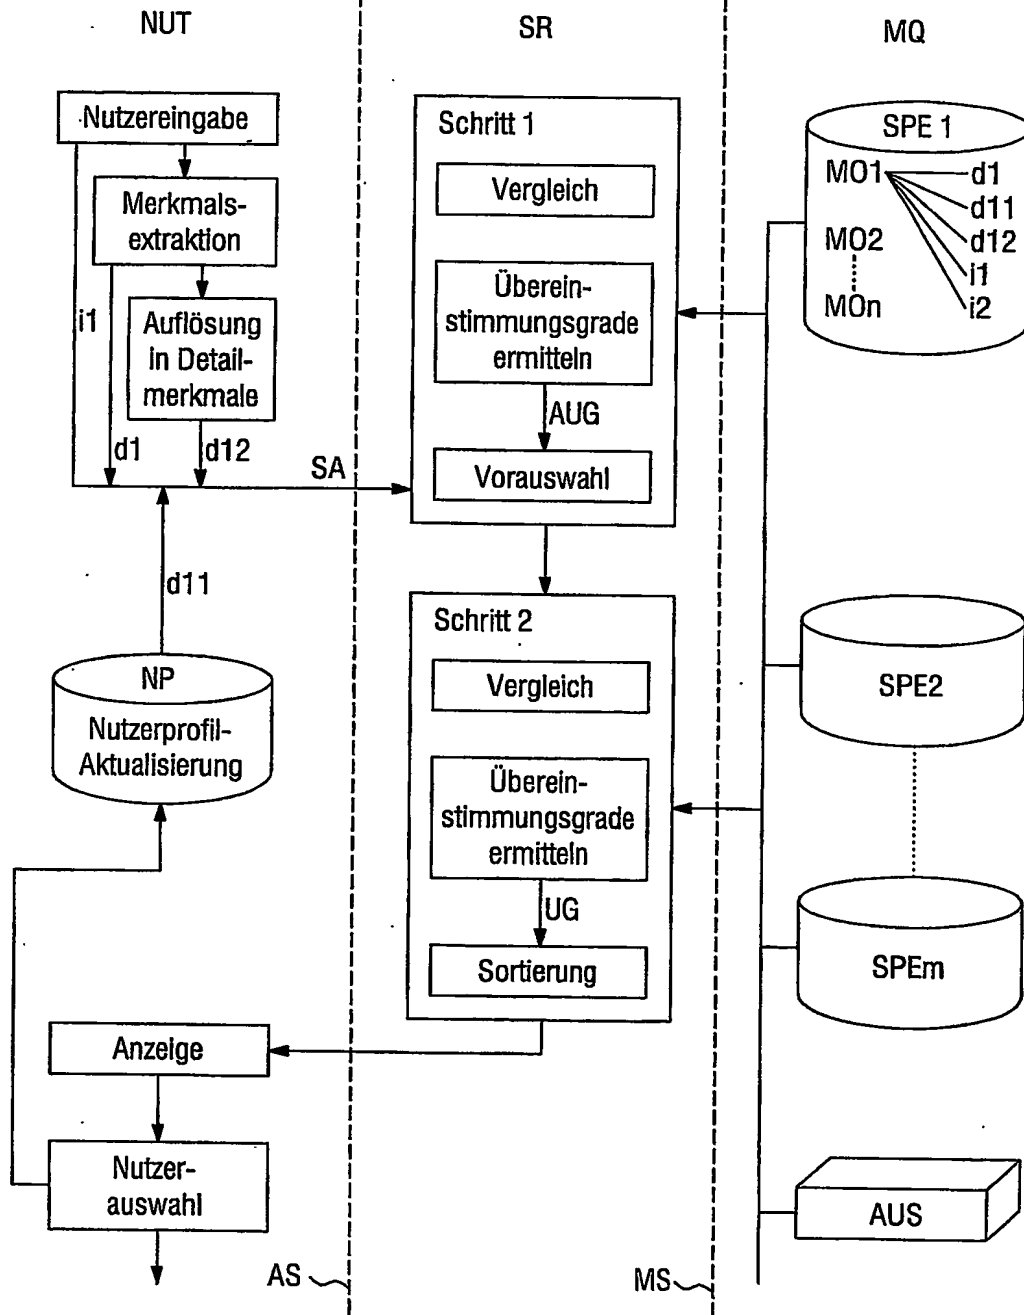 NUT
SR
MQ
Nutzereingabe
Merkmals-
extraktion
Auflösung
in Detail-
merkmale
i1
d1
d12
SA
d11
NP
Nutzerprofil-
Aktualisierung
Anzeige
Nutzer-
auswahl
AS
Schritt 1
Vergleich
Überein-
stimmungsgrade
ermitteln
AUG
Vorauswahl
Schritt 2
Vergleich
Überein-
stimmungsgrade
ermitteln
UG
Sortierung
MS
SPE 1
MO1
d1
d11
MO2
d12
i1
MOn
i2
SPE2
SPEm
AUS